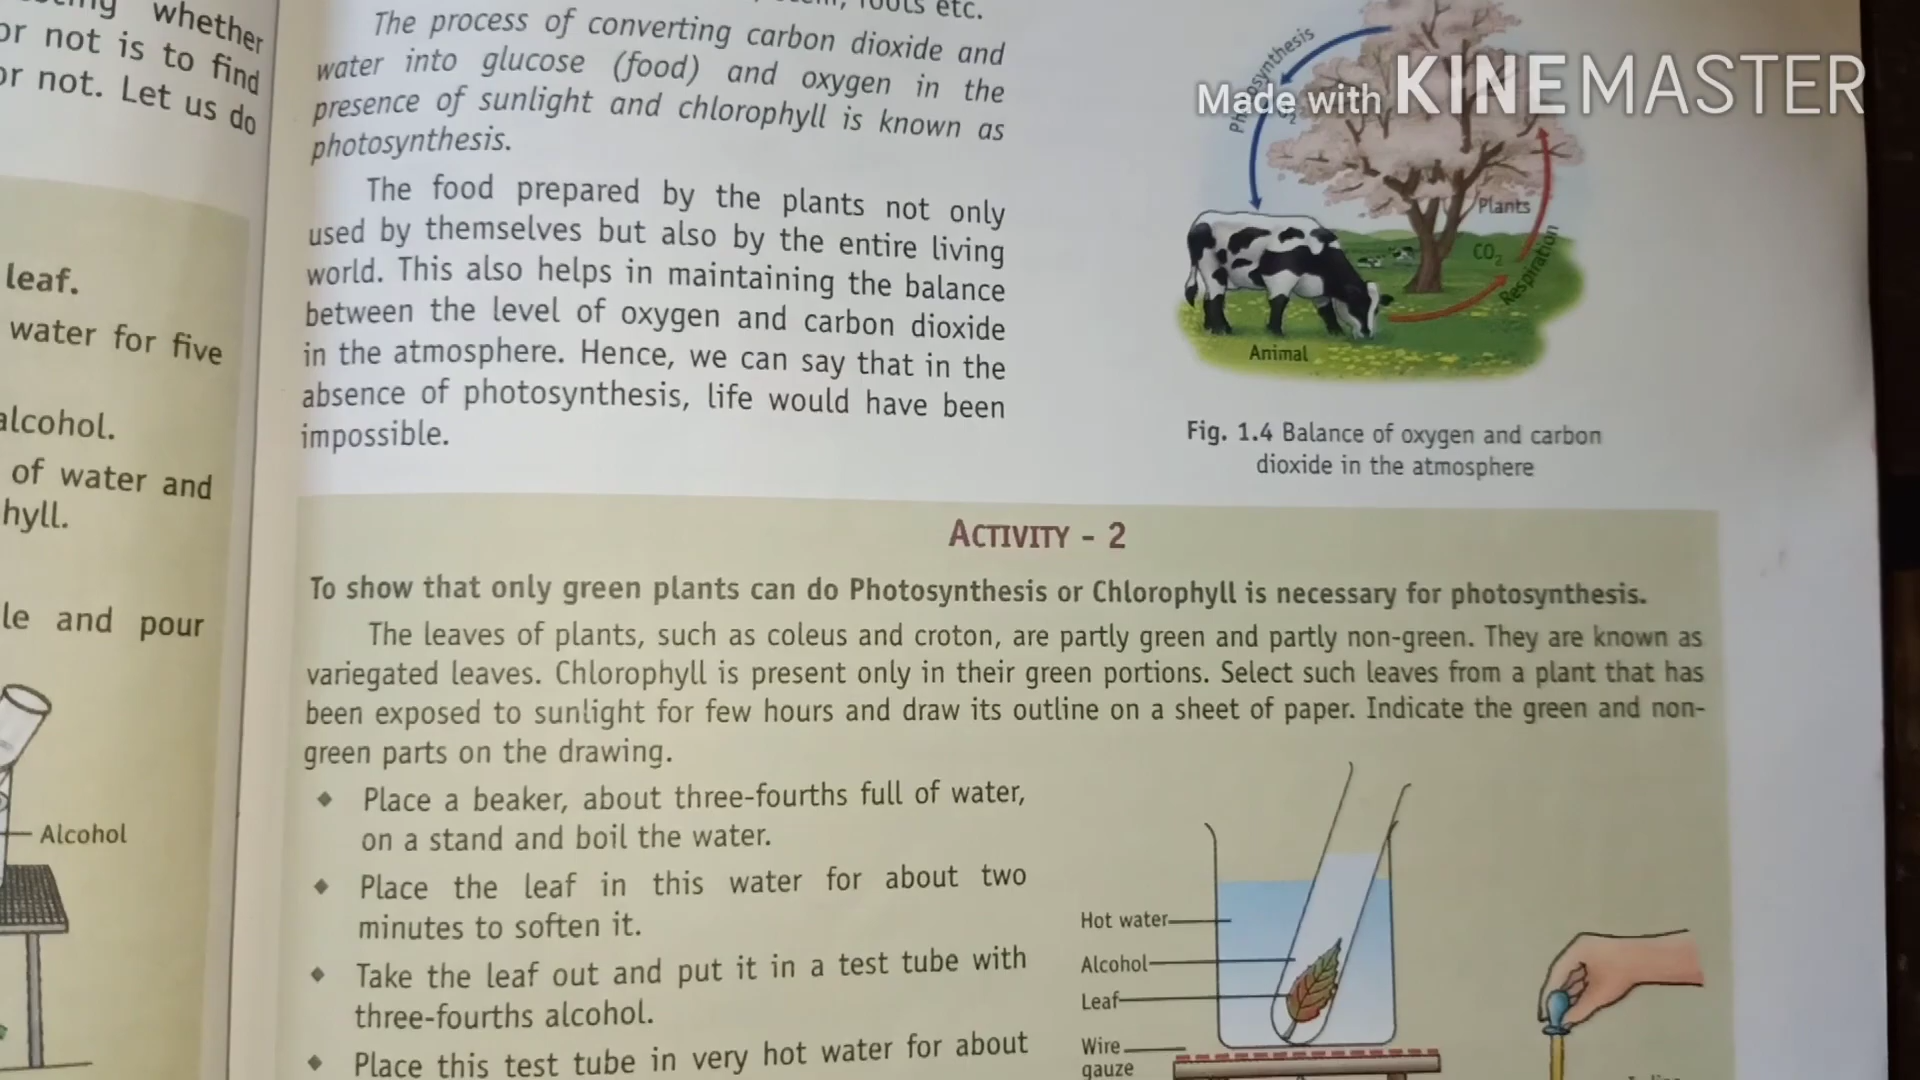 whether
or not is to find
or not. Let us do
leaf.
water for five
alcohol.
of water and
hyll.
le and pour
Alcohol
roots etc.
The process of converting carbon dioxide and
water into glucose (food) and oxygen in the
presence of sunlight and chlorophyll is known as
photosynthesis.
The food prepared by the plants not only
used by themselves but also by the entire living
world. This also helps in maintaining the balance
between the level of oxygen and carbon dioxide
in the atmosphere. Hence, we can say that in the
absence of photosynthesis, life would have been
impossible.
Photosynthesis
Made with KINEMASTER
Plants
CO2
Respiration
Animal
Fig. 1.4 Balance of oxygen and carbon
dioxide in the atmosphere
ACTIVITY - 2
To show that only green plants can do Photosynthesis or Chlorophyll is necessary for photosynthesis.
The leaves of plants, such as coleus and croton, are partly green and partly non-green. They are known as
variegated leaves. Chlorophyll is present only in their green portions. Select such leaves from a plant that has
been exposed to sunlight for few hours and draw its outline on a sheet of paper. Indicate the green and non-
green parts on the drawing.
◆ Place a beaker, about three-fourths full of water,
on a stand and boil the water.
◆ Place the leaf in this water for about two
minutes to soften it.
◆ Take the leaf out and put it in a test tube with
three-fourths alcohol.
◆ Place this test tube in very hot water for about
Hot water
Alcohol
Leaf
Wire
gauze